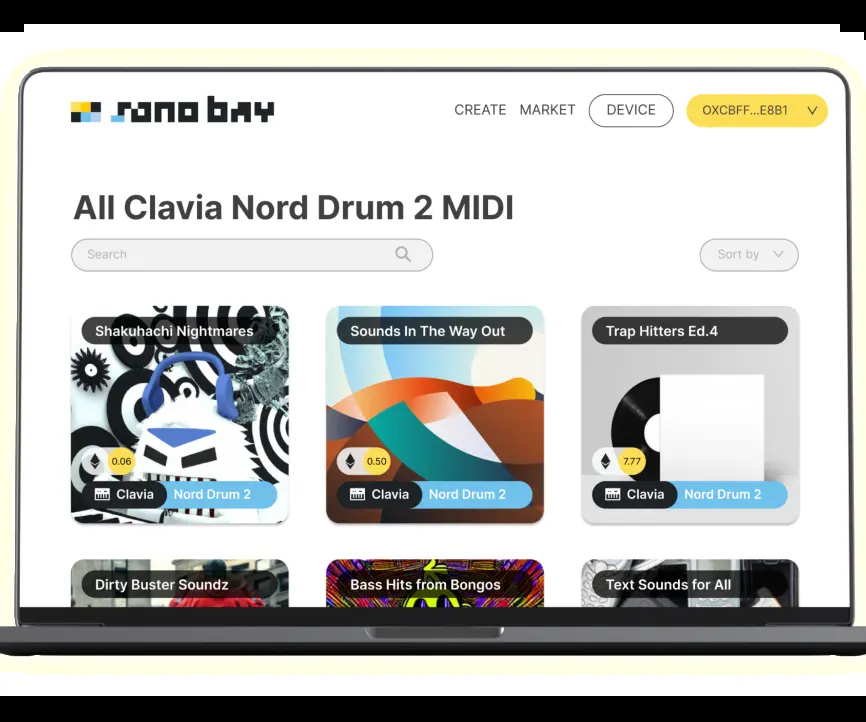 sano bay
CREATE MARKET DEVICE OXCBFF...E8B1
All Clavia Nord Drum 2 MIDI
Search
Sort by
Shakuhachi Nightmares
Sounds In The Way Out
Trap Hitters Ed.4
0.06
0.50
7.77
Clavia Nord Drum 2
Clavia Nord Drum 2
Clavia Nord Drum 2
Dirty Buster Soundz
Bass Hits from Bongos
Text Sounds for All